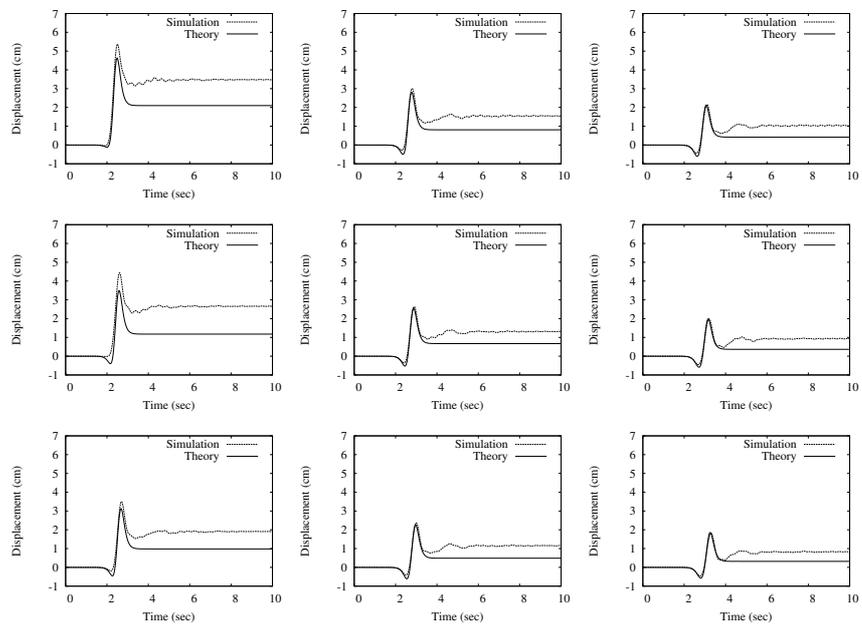 7 7 7
Simulation Simulation Simulation
6 6 6
Theory Theory Theory
5 5 5
4 4 4
3 3 3
2 2 2
1 1 1
0 0 0
-1 -1 -1
Displacement (cm) Displacement (cm) Displacement (cm)
0 2 4 6 8 10 0 2 4 6 8 10 0 2 4 6 8 10
Time (sec) Time (sec) Time (sec)
7 7 7
Simulation Simulation Simulation
6 6 6
Theory Theory Theory
5 5 5
4 4 4
3 3 3
2 2 2
1 1 1
0 0 0
-1 -1 -1
Displacement (cm) Displacement (cm) Displacement (cm)
0 2 4 6 8 10 0 2 4 6 8 10 0 2 4 6 8 10
Time (sec) Time (sec) Time (sec)
7 7 7
Simulation Simulation Simulation
6 6 6
Theory Theory Theory
5 5 5
4 4 4
3 3 3
2 2 2
1 1 1
0 0 0
-1 -1 -1
Displacement (cm) Displacement (cm) Displacement (cm)
0 2 4 6 8 10 0 2 4 6 8 10 0 2 4 6 8 10
Time (sec) Time (sec) Time (sec)